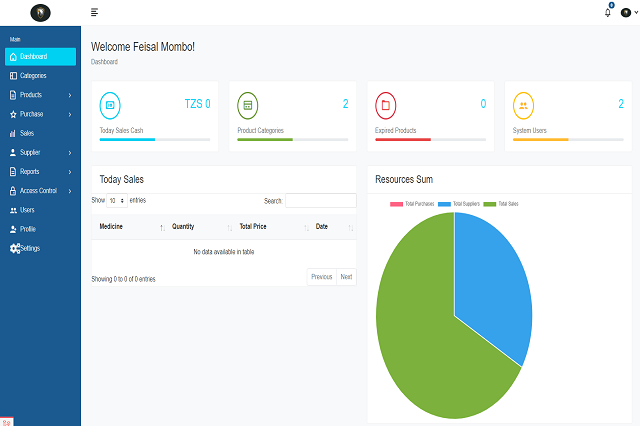 6
Main
Dashboard
Categories
Products
Purchase
Sales
Supplier
Reports
Access Control
Users
Profile
Settings
Welcome Feisal Mombo!
Dashboard
TZS 0
Today Sales Cash
2
Product Categories
0
Expired Products
2
System Users
Today Sales
Show 10 entries
Search:
Medicine Quantity Total Price Date
No data available in table
Showing 0 to 0 of 0 entries
Previous Next
Resources Sum
Total Purchases Total Suppliers Total Sales